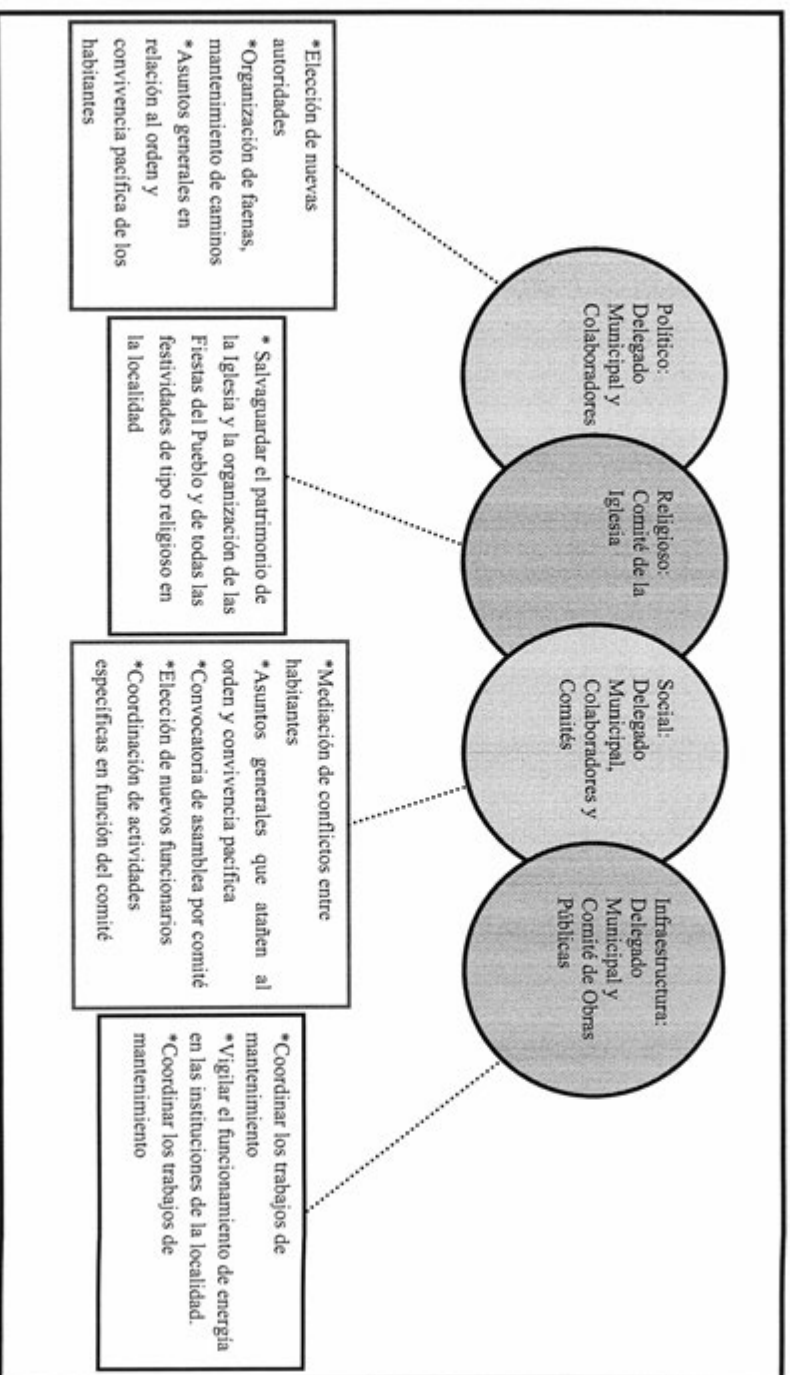 Político:
Delegado
Municipal y
Colaboradores
Religioso:
Comité de la
Iglesia
Social:
Delegado
Municipal,
Colaboradores y
Comités
Infraestructura:
Delegado
Municipal y
Comité de Obras
Públicas
*Elección de nuevas
autoridades
*Organización de faenas,
mantenimiento de caminos
*Asuntos generales en
relación al orden y
convivencia pacífica de los
habitantes
* Salvaguardar el patrimonio de
la Iglesia y la organización de las
Fiestas del Pueblo y de todas las
festividades de tipo religioso en
la localidad
*Mediación de conflictos entre
habitantes
*Asuntos generales que atañen al
orden y convivencia pacífica
*Convocatoria de asamblea por comité
*Elección de nuevos funcionarios
*Coordinación de actividades
específicas en función del comité
*Coordinar los trabajos de
mantenimiento
*Vigilar el funcionamiento de energía
en las instituciones de la localidad.
*Coordinar los trabajos de
mantenimiento